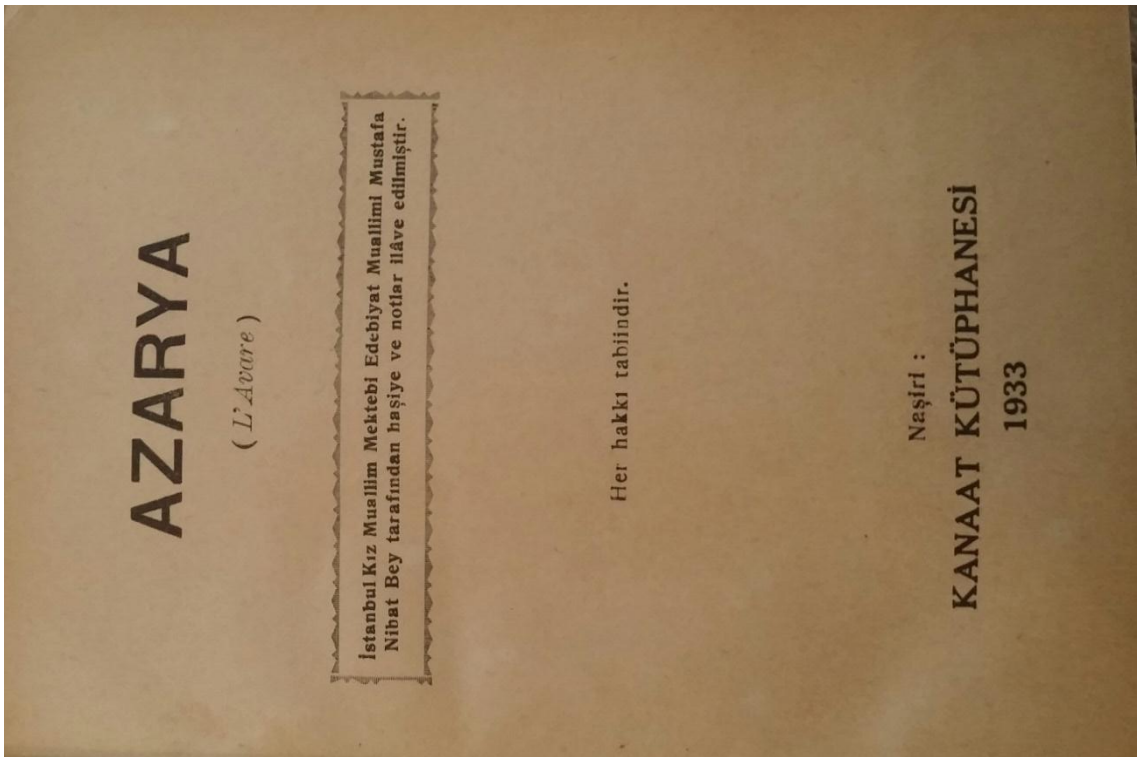 AZARYA
( L'Avare )
İstanbul Kız Muallim Mektebi Edebiyat Muallimi Mustafa
Nihat Bey tarafından haşiye ve notlar ilâve edilmiştir.
Her hakkı tabiindir.
Naşiri :
KANAAT KÜTÜPHANESİ
1933